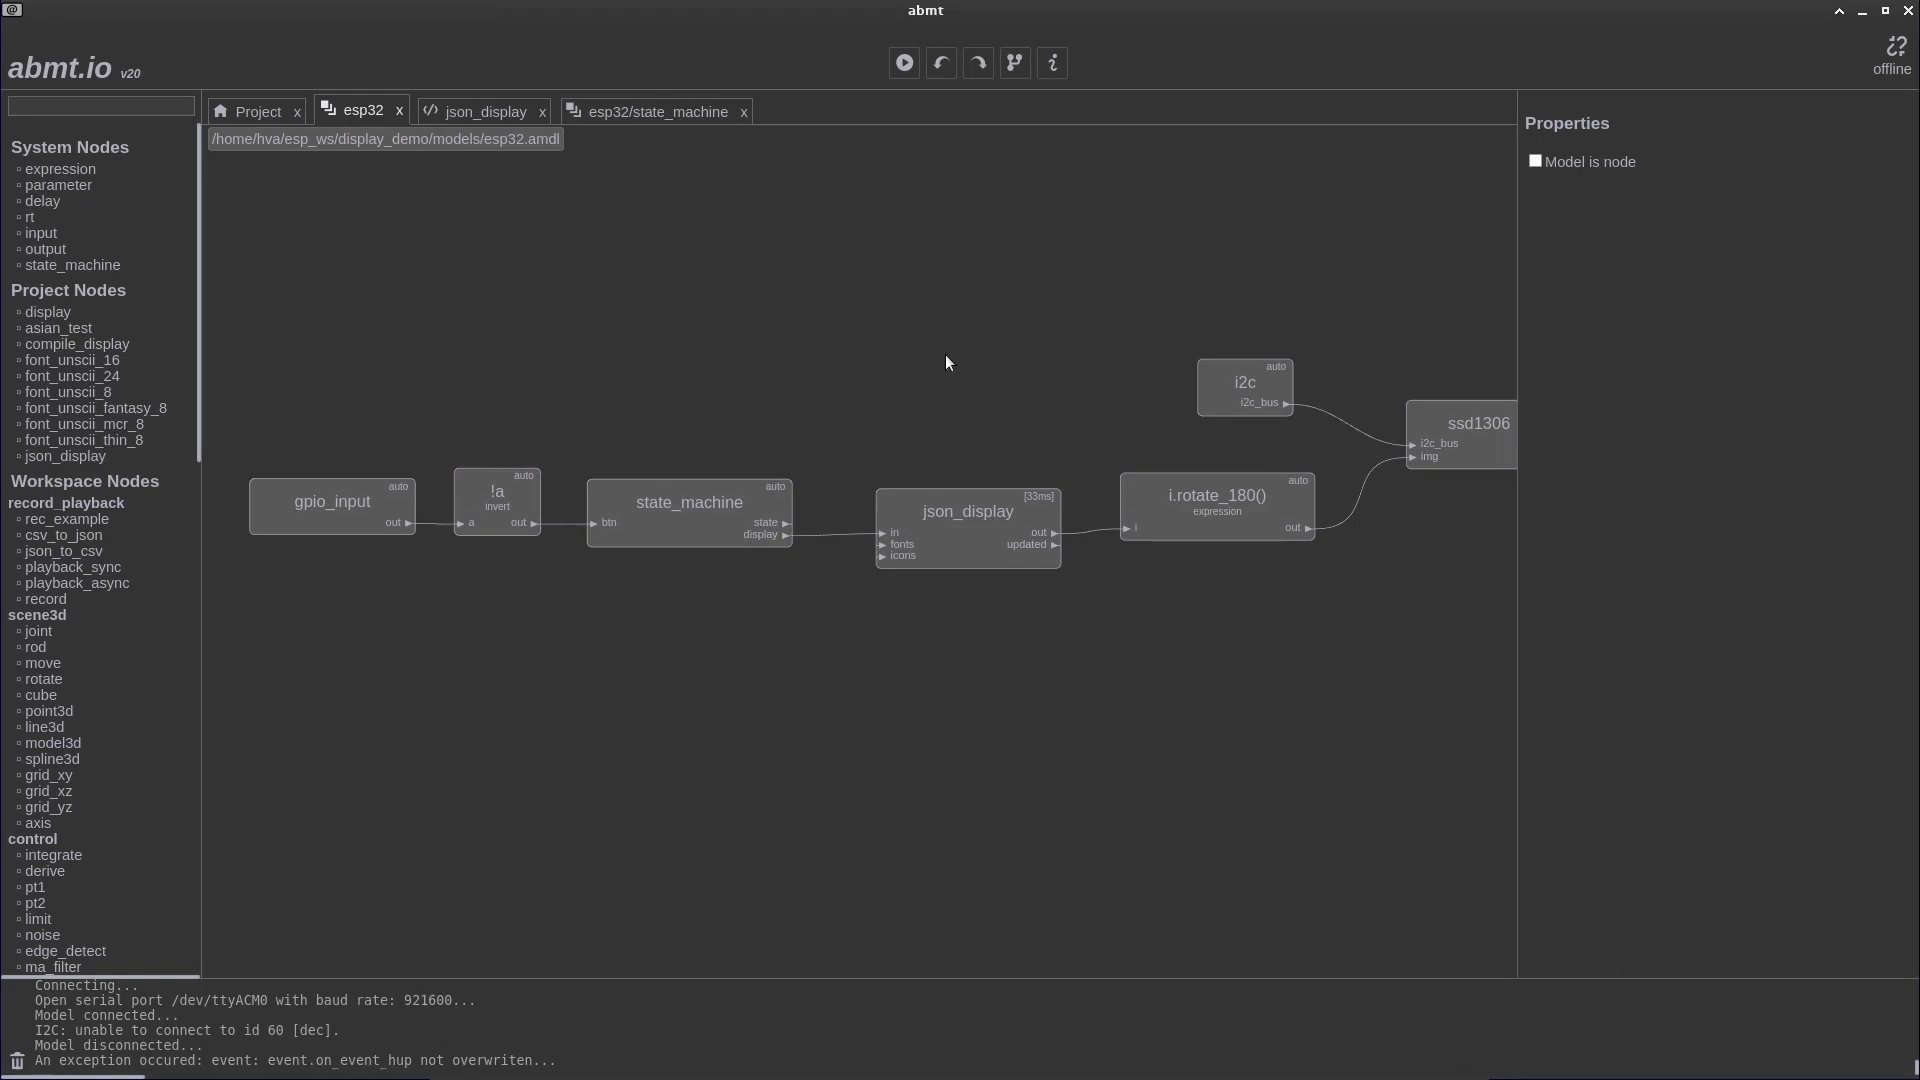 abmt
abmt.io v20
offline
Project x
esp32 x
json_display x
esp32/state_machine x
/home/hva/esp_ws/display_demo/models/esp32.amdl
System Nodes
expression
parameter
delay
rt
input
output
state_machine
Project Nodes
display
asian_test
compile_display
font_unscii_16
font_unscii_24
font_unscii_8
font_unscii_fantasy_8
font_unscii_mcr_8
font_unscii_thin_8
json_display
Workspace Nodes
record_playback
rec_example
csv_to_json
json_to_csv
playback_sync
playback_async
record
scene3d
joint
rod
move
rotate
cube
point3d
line3d
model3d
spline3d
grid_xy
grid_xz
grid_yz
axis
control
integrate
derive
pt1
pt2
limit
noise
edge_detect
ma_filter
auto
gpio_input
out
auto
!a
invert
a out
auto
state_machine
btn state
display
[33ms]
json_display
in out
fonts updated
icons
auto
i.rotate_180()
expression
i out
auto
i2c
i2c_bus
ssd1306
i2c_bus
img
Properties
Model is node
Connecting...
Open serial port /dev/ttyACM0 with baud rate: 921600...
Model connected...
I2C: unable to connect to id 60 [dec].
Model disconnected...
An exception occured: event: event.on_event_hup not overwriten...